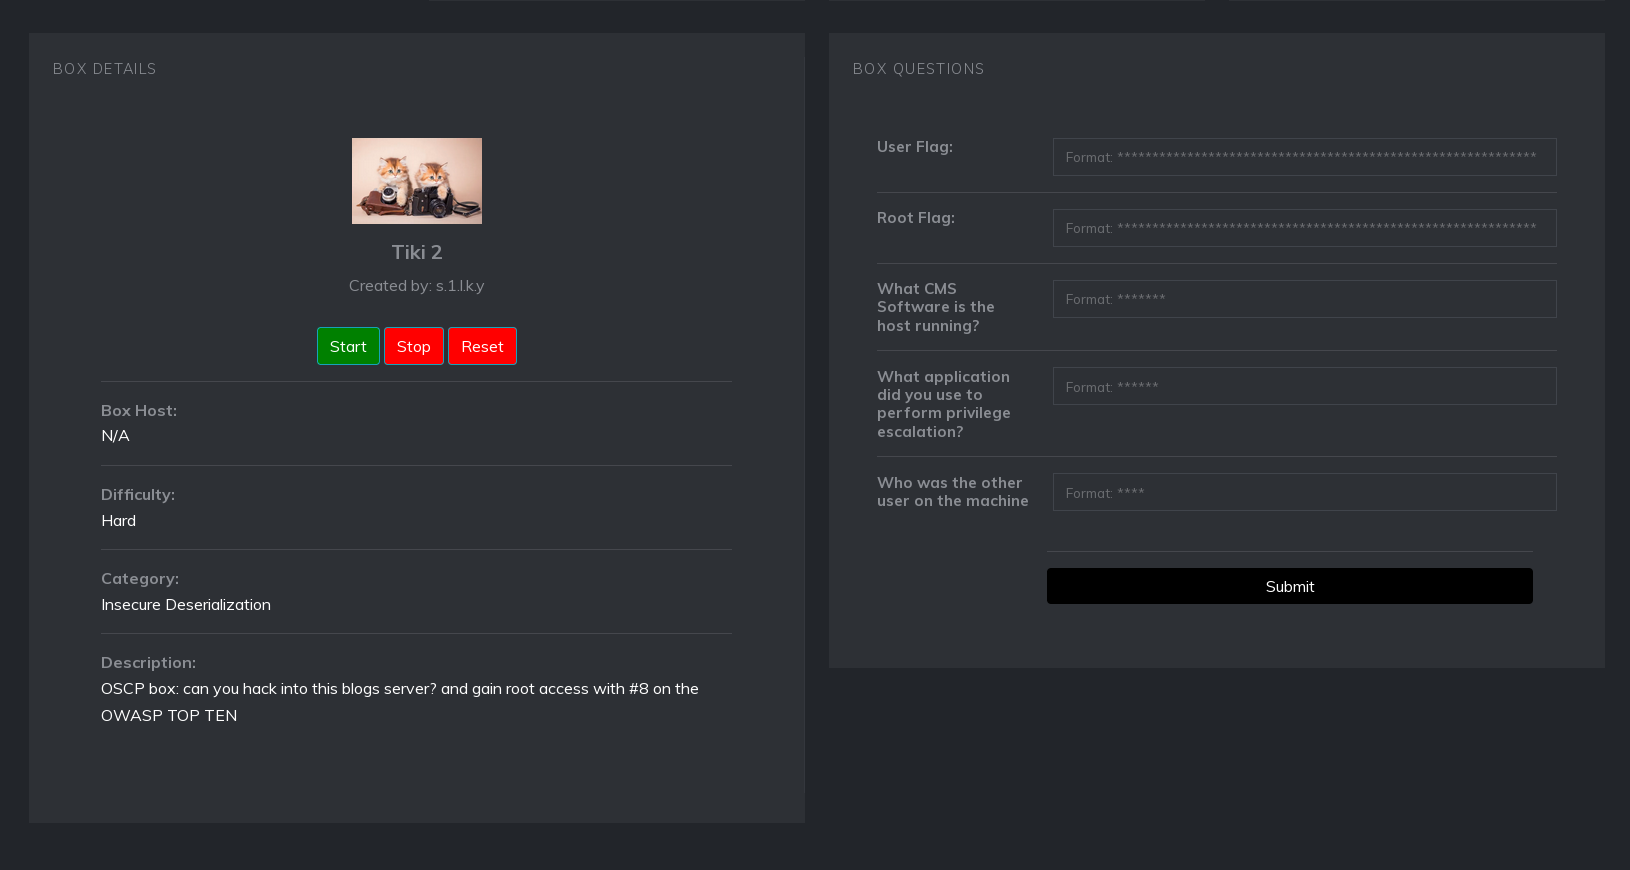 BOX DETAILS
Tiki 2
Created by: s.1.l.k.y
Start Stop Reset
Box Host:
N/A
Difficulty:
Hard
Category:
Insecure Deserialization
Description:
OSCP box: can you hack into this blogs server? and gain root access with #8 on the
OWASP TOP TEN
BOX QUESTIONS
User Flag:
Format: ************************************************************
Root Flag:
Format: ************************************************************
What CMS
Software is the
host running?
Format: *******
What application
did you use to
perform privilege
escalation?
Format: ******
Who was the other
user on the machine
Format: ****
Submit